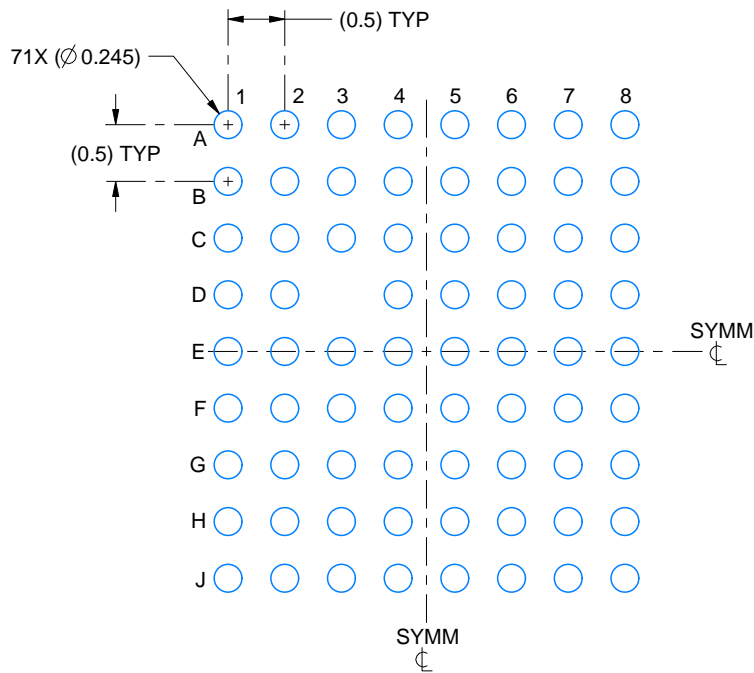 (0.5) TYP
71X (∅ 0.245)
1 2 3 4 5 6 7 8
A
(0.5) TYP
B
C
D
E
SYMM
℄
F
G
H
J
SYMM
℄